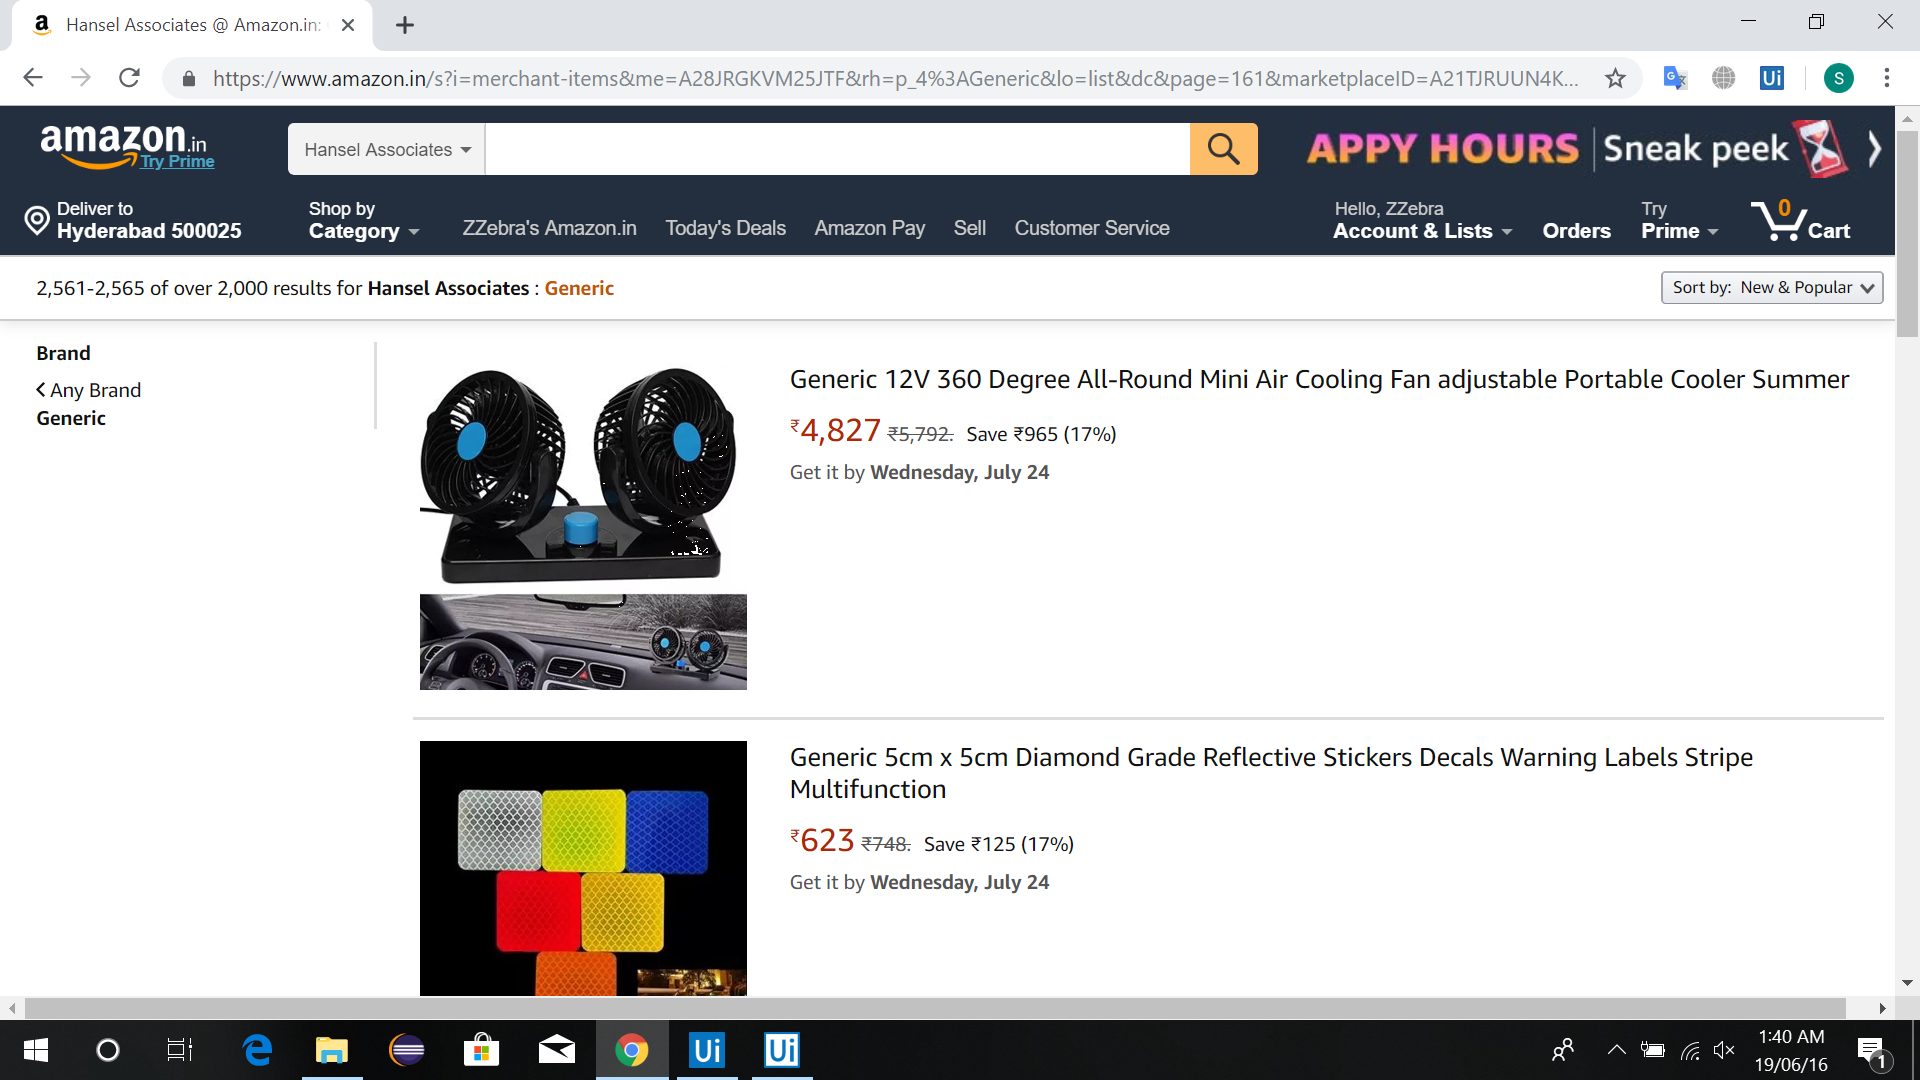 Hansel Associates @ Amazon.in:
https://www.amazon.in/s?i=merchant-items&me=A28JRGKVM25JTF&rh=p_4%3AGeneric&lo=list&dc&page=161&marketplaceID=A21TJRUUN4K...
S
amazon.in
Try Prime
Hansel Associates
APPY HOURS Sneak peek
Deliver to
Hyderabad 500025
Shop by
Category
ZZebra's Amazon.in Today's Deals Amazon Pay Sell Customer Service
Hello, ZZebra
Account & Lists
Orders
Try
Prime
0
Cart
2,561-2,565 of over 2,000 results for Hansel Associates : Generic
Sort by: New & Popular
Brand
Any Brand
Generic
Generic 12V 360 Degree All-Round Mini Air Cooling Fan adjustable Portable Cooler Summer
₹4,827 ₹5,792. Save ₹965 (17%)
Get it by Wednesday, July 24
Generic 5cm x 5cm Diamond Grade Reflective Stickers Decals Warning Labels Stripe
Multifunction
₹623 ₹748. Save ₹125 (17%)
Get it by Wednesday, July 24
Ui
Ui
1:40 AM
19/06/16
1